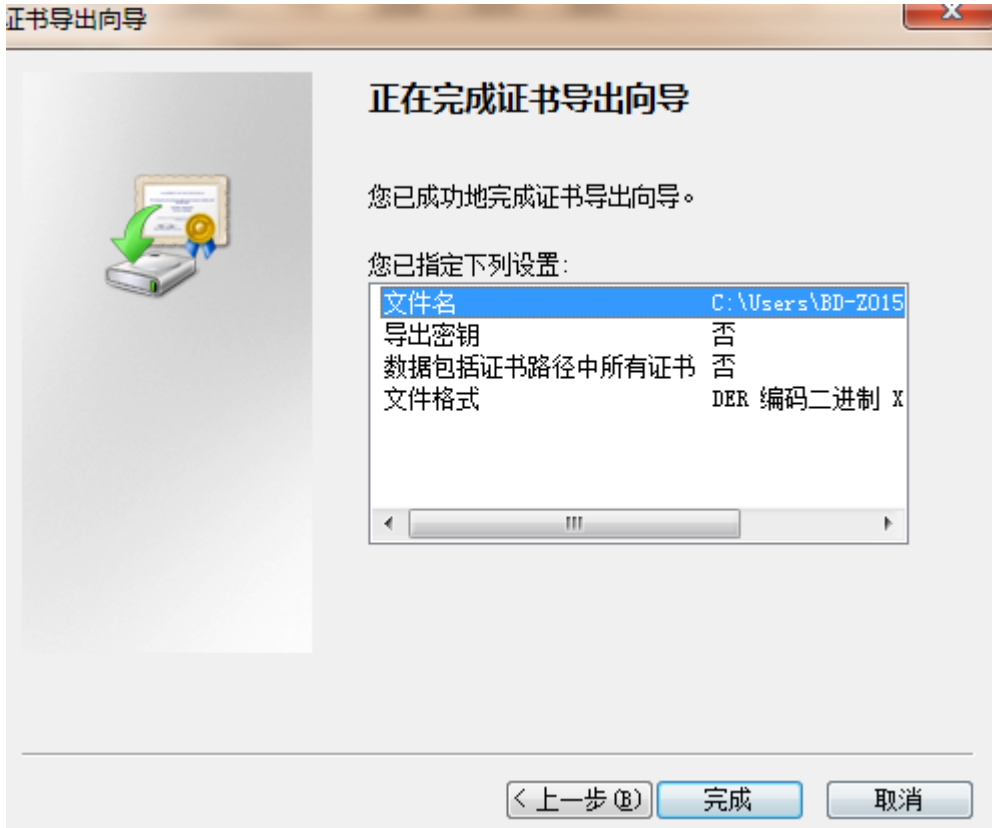 证书导出向导
正在完成证书导出向导
您已成功地完成证书导出向导。
您已指定下列设置:
文件名 C:\Users\BD-Z015
导出密钥 否
数据包括证书路径中所有证书 否
文件格式 DER 编码二进制 X
< 上一步(B) 完成 取消